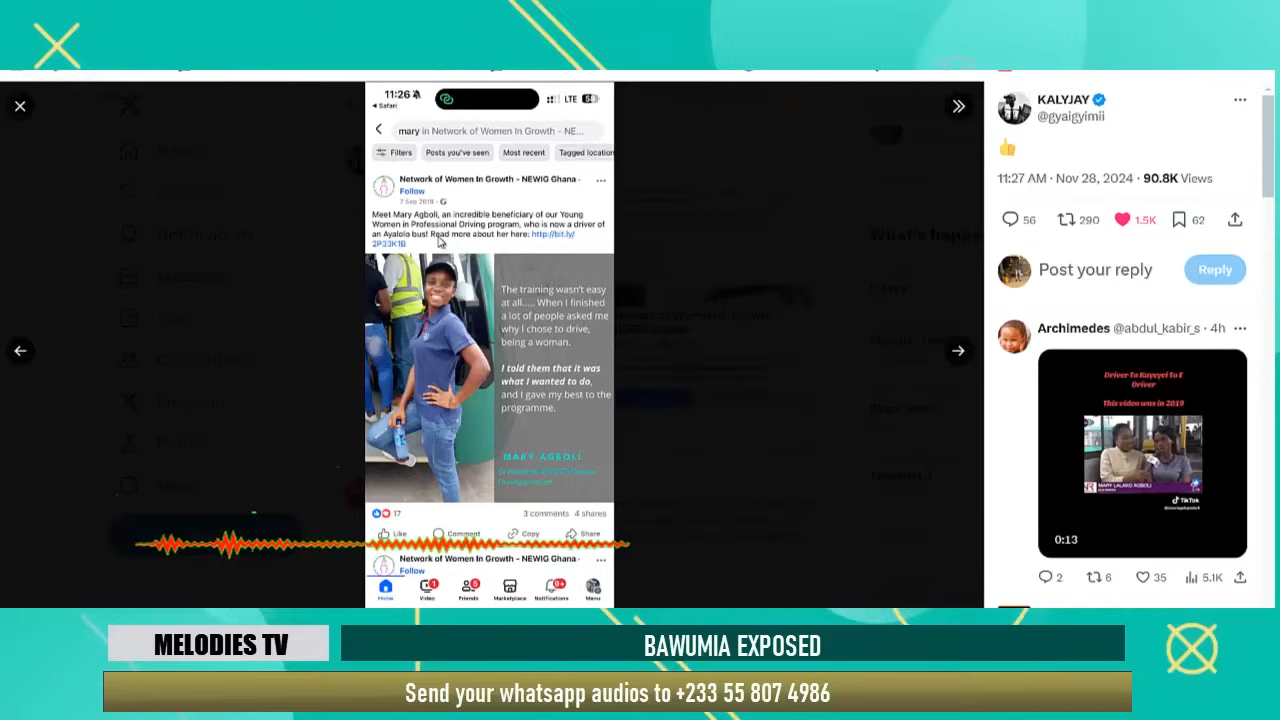 11:26
LTE
Safari
mary in Network of Women In Growth - NE...
Filters
Posts you've seen
Most recent
Tagged location
Network of Women In Growth - NEWIG Ghana ·
Follow
7 Sep 2018 ·
Meet Mary Agboli, an incredible beneficiary of our Young
Women in Professional Driving program, who is now a driver of
an Ayalolo bus! Read more about her here: http://bit.ly/
2P33K1B
The training wasn't easy
at all..... When I finished
a lot of people asked me
why I chose to drive,
being a woman.
I told them that it was
what I wanted to do,
and I gave my best to the
programme.
MARY AGBOLI
17
3 comments 4 shares
Like
Comment
Copy
Share
Network of Women In Growth - NEWIG Ghana ·
Follow
1
5
9+
Home
Video
Friends
Marketplace
Notifications
Menu
What's happe
KALYJAY
@gyaigyimii
👍
11:27 AM · Nov 28, 2024 · 90.8K Views
56
290
1.5K
62
Post your reply
Reply
Archimedes @abdul_kabir_s · 4h
Driver To Kayeyei To E
Driver
This video was in 2019
MARY LALAKO AGBOLI
TikTok
0:13
2
6
35
5.1K
MELODIES TV
BAWUMIA EXPOSED
Send your whatsapp audios to +233 55 807 4986